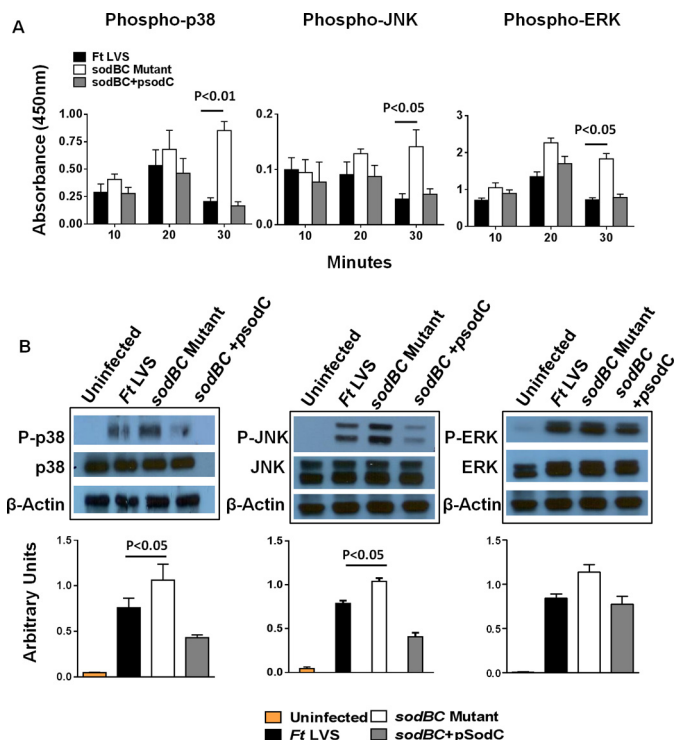 A
Phospho-p38 Phospho-JNK Phospho-ERK
Ft LVS
sodBC Mutant
sodBC+psodC
Absorbance (450nm)
P<0.01
1.00
0.75
0.50
0.25
0.00
10 20 30
P<0.05
0.2
0.1
0.0
10 20 30
P<0.05
3
2
1
0
10 20 30
Minutes
B
Uninfected
Ft LVS
sodBC Mutant
sodBC +psodC
P-p38
p38
β-Actin
Ft LVS
sodBC Mutant
sodBC +psodC
P-JNK
JNK
β-Actin
Uninfected
Ft LVS
sodBC Mutant
sodBC
+psodC
P-ERK
ERK
β-Actin
Arbitrary Units
P<0.05
1.5
1.0
0.5
0.0
P<0.05
1.5
1.0
0.5
0.0
1.5
1.0
0.5
0.0
Uninfected sodBC Mutant
Ft LVS sodBC+pSodC